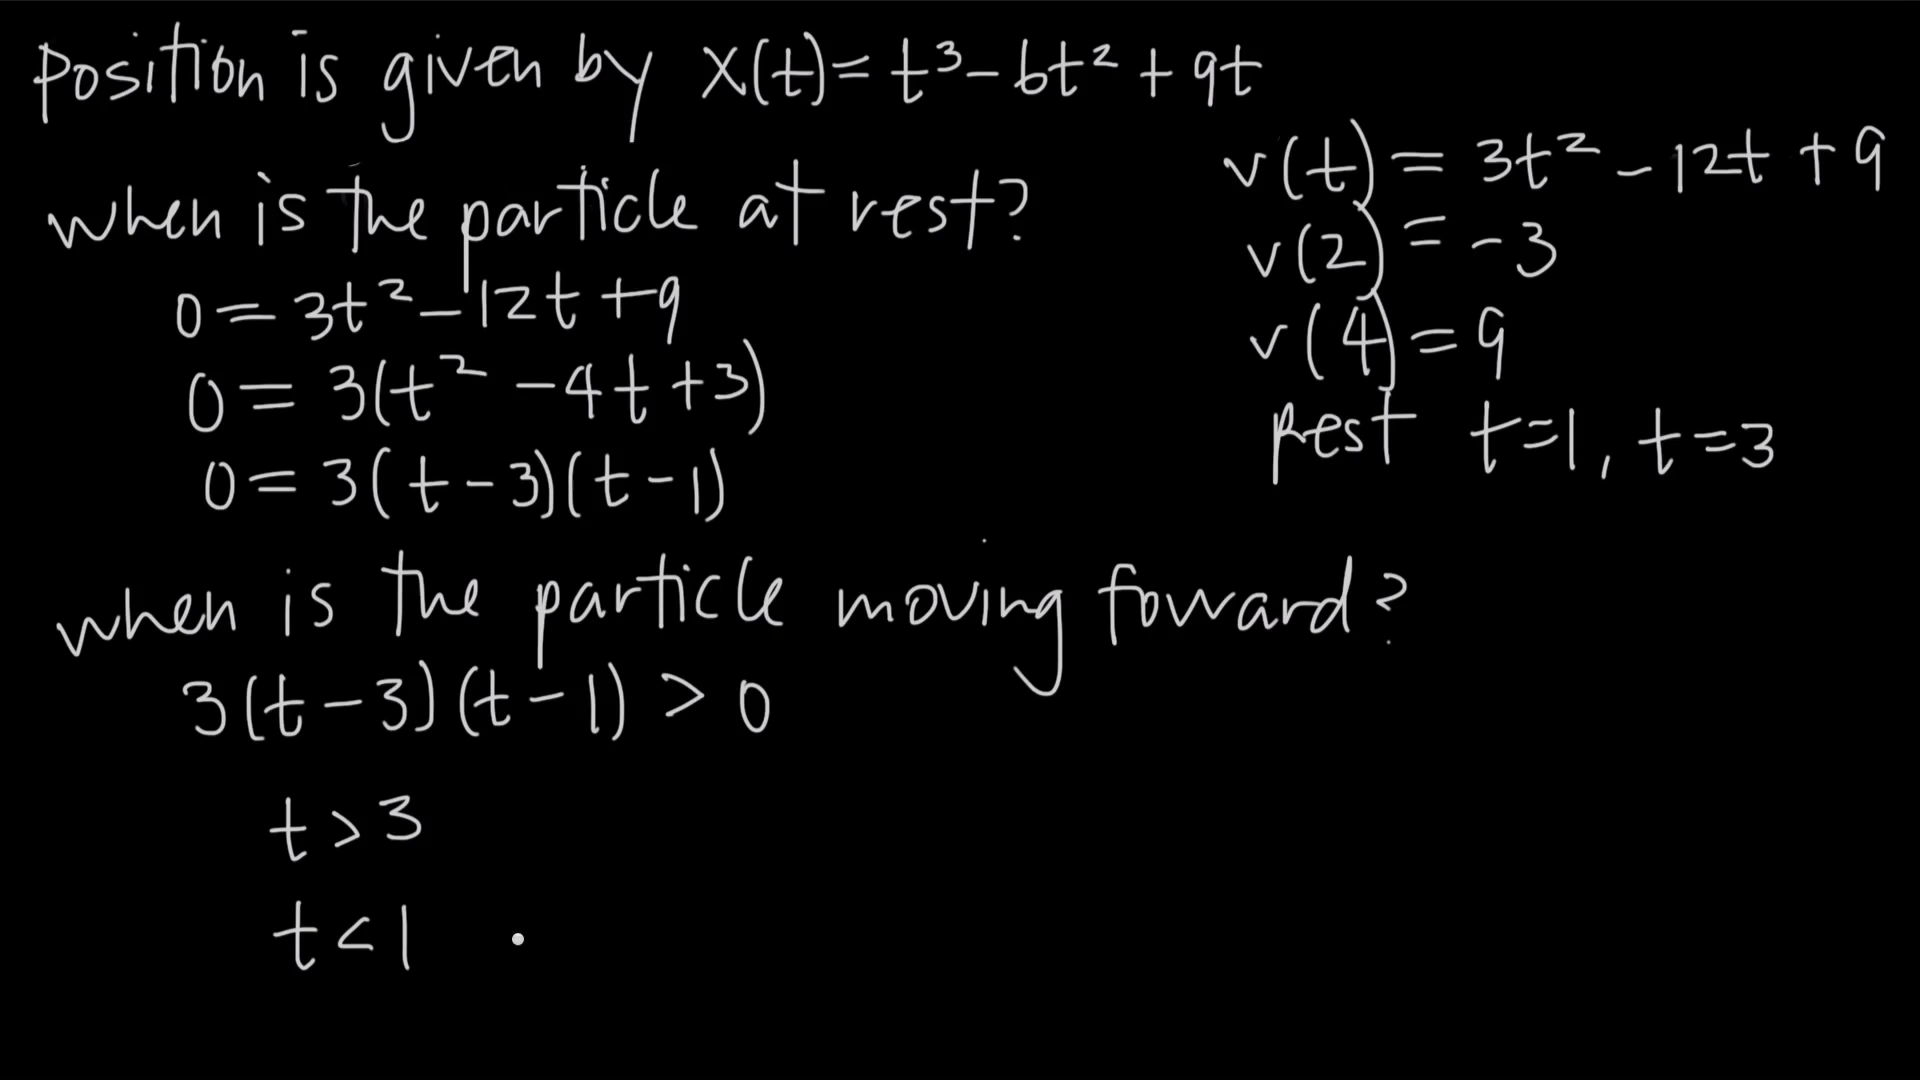 Position is given by x(t) = t³ - 6t² + 9t
v(t) = 3t² - 12t + 9
when is the particle at rest?
v(2) = -3
0 = 3t² - 12t + 9
v(4) = 9
0 = 3(t² - 4t + 3)
Rest t=1, t=3
0 = 3(t-3)(t-1)
when is the particle moving foward?
3(t-3)(t-1) > 0
t > 3
t < 1